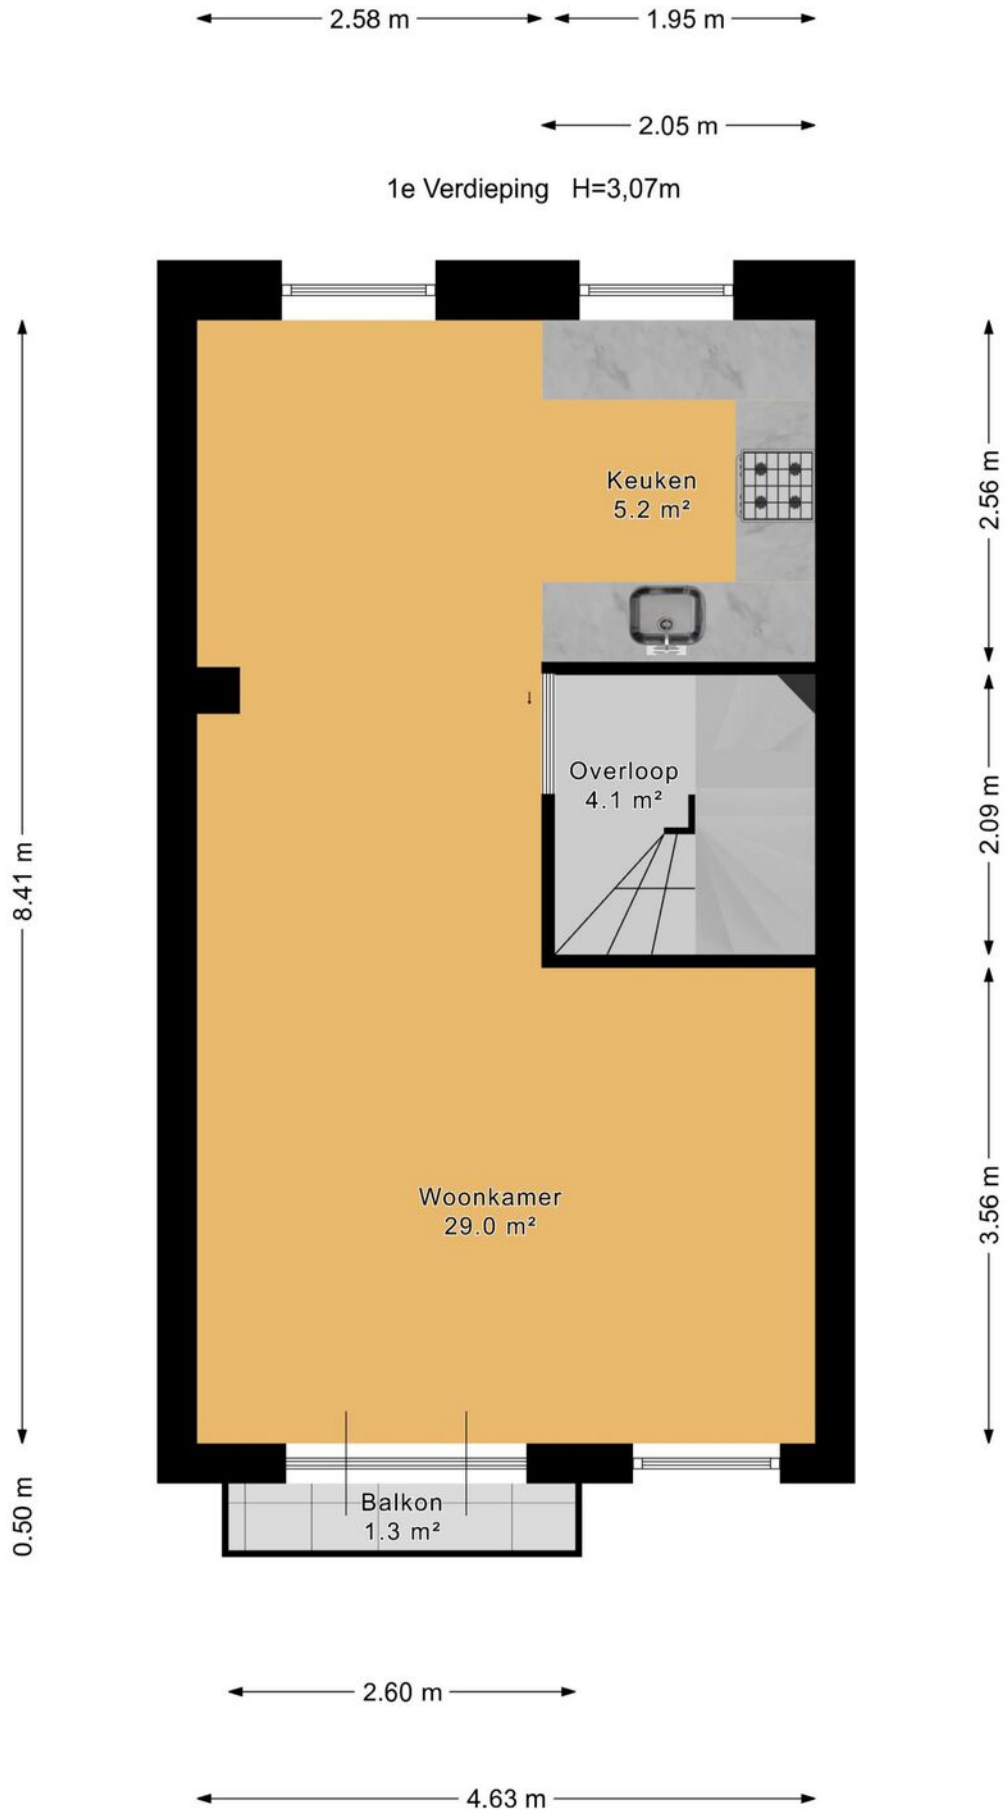 2.58 m
1.95 m
2.05 m
1e Verdieping H=3,07m
Keuken
5.2 m²
2.56 m
Overloop
4.1 m²
2.09 m
8.41 m
Woonkamer
29.0 m²
3.56 m
Balkon
1.3 m²
0.50 m
2.60 m
4.63 m